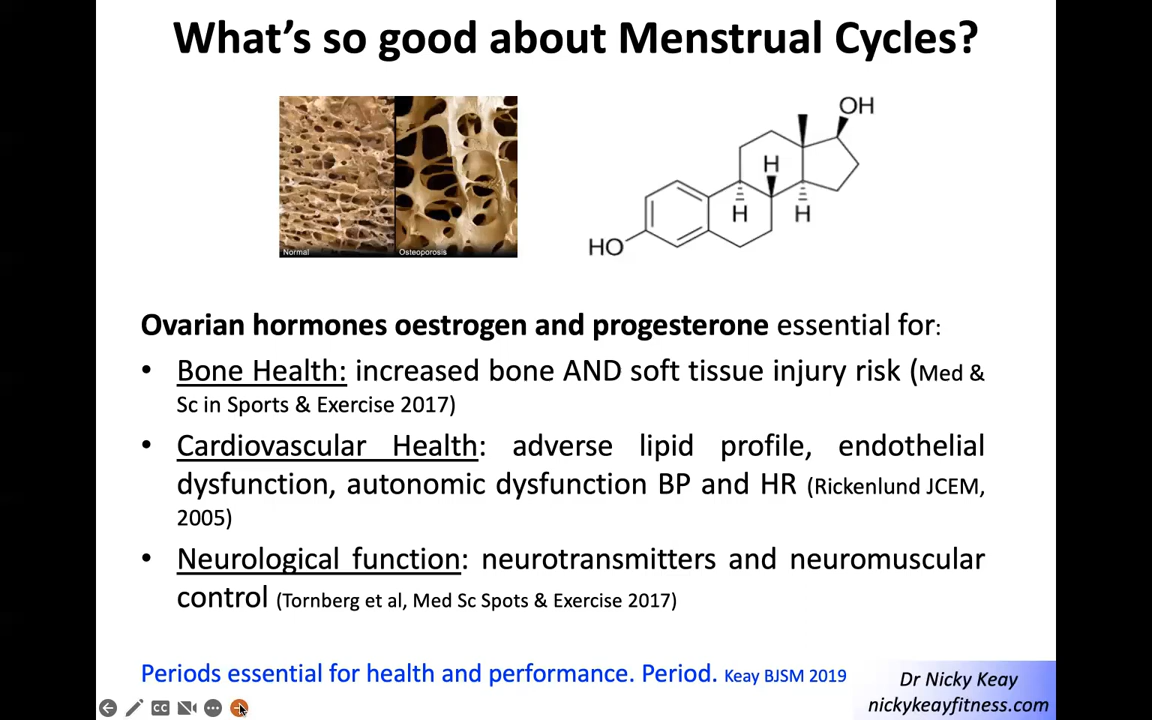 What's so good about Menstrual Cycles?
OH
H
H
H
HO
Normal
Osteoporosis
Ovarian hormones oestrogen and progesterone essential for:
• Bone Health: increased bone AND soft tissue injury risk (Med &
Sc in Sports & Exercise 2017)
• Cardiovascular Health: adverse lipid profile, endothelial
dysfunction, autonomic dysfunction BP and HR (Rickenlund JCEM,
2005)
• Neurological function: neurotransmitters and neuromuscular
control (Tornberg et al, Med Sc Spots & Exercise 2017)
Periods essential for health and performance. Period. Keay BJSM 2019
Dr Nicky Keay
nickykeayfitness.com
CC